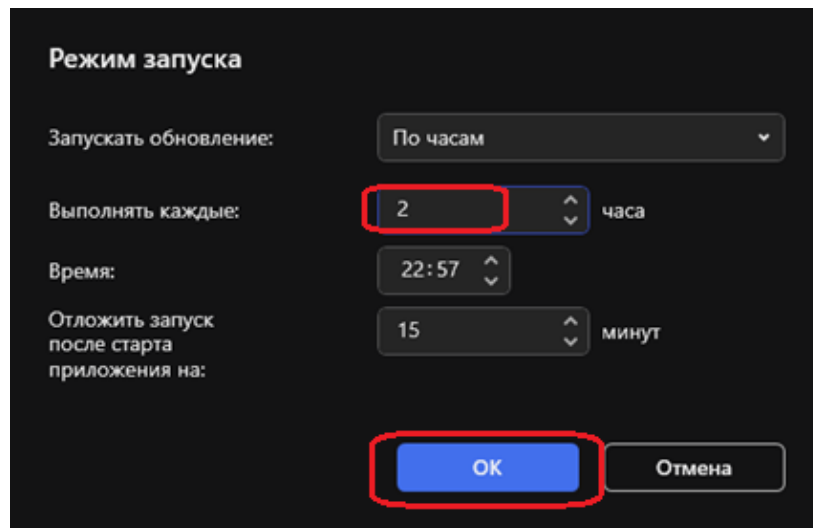 Режим запуска
Запускать обновление: По часам
Выполнять каждые: 2 часа
Время: 22:57
Отложить запуск
после старта
приложения на: 15 минут
ОК Отмена